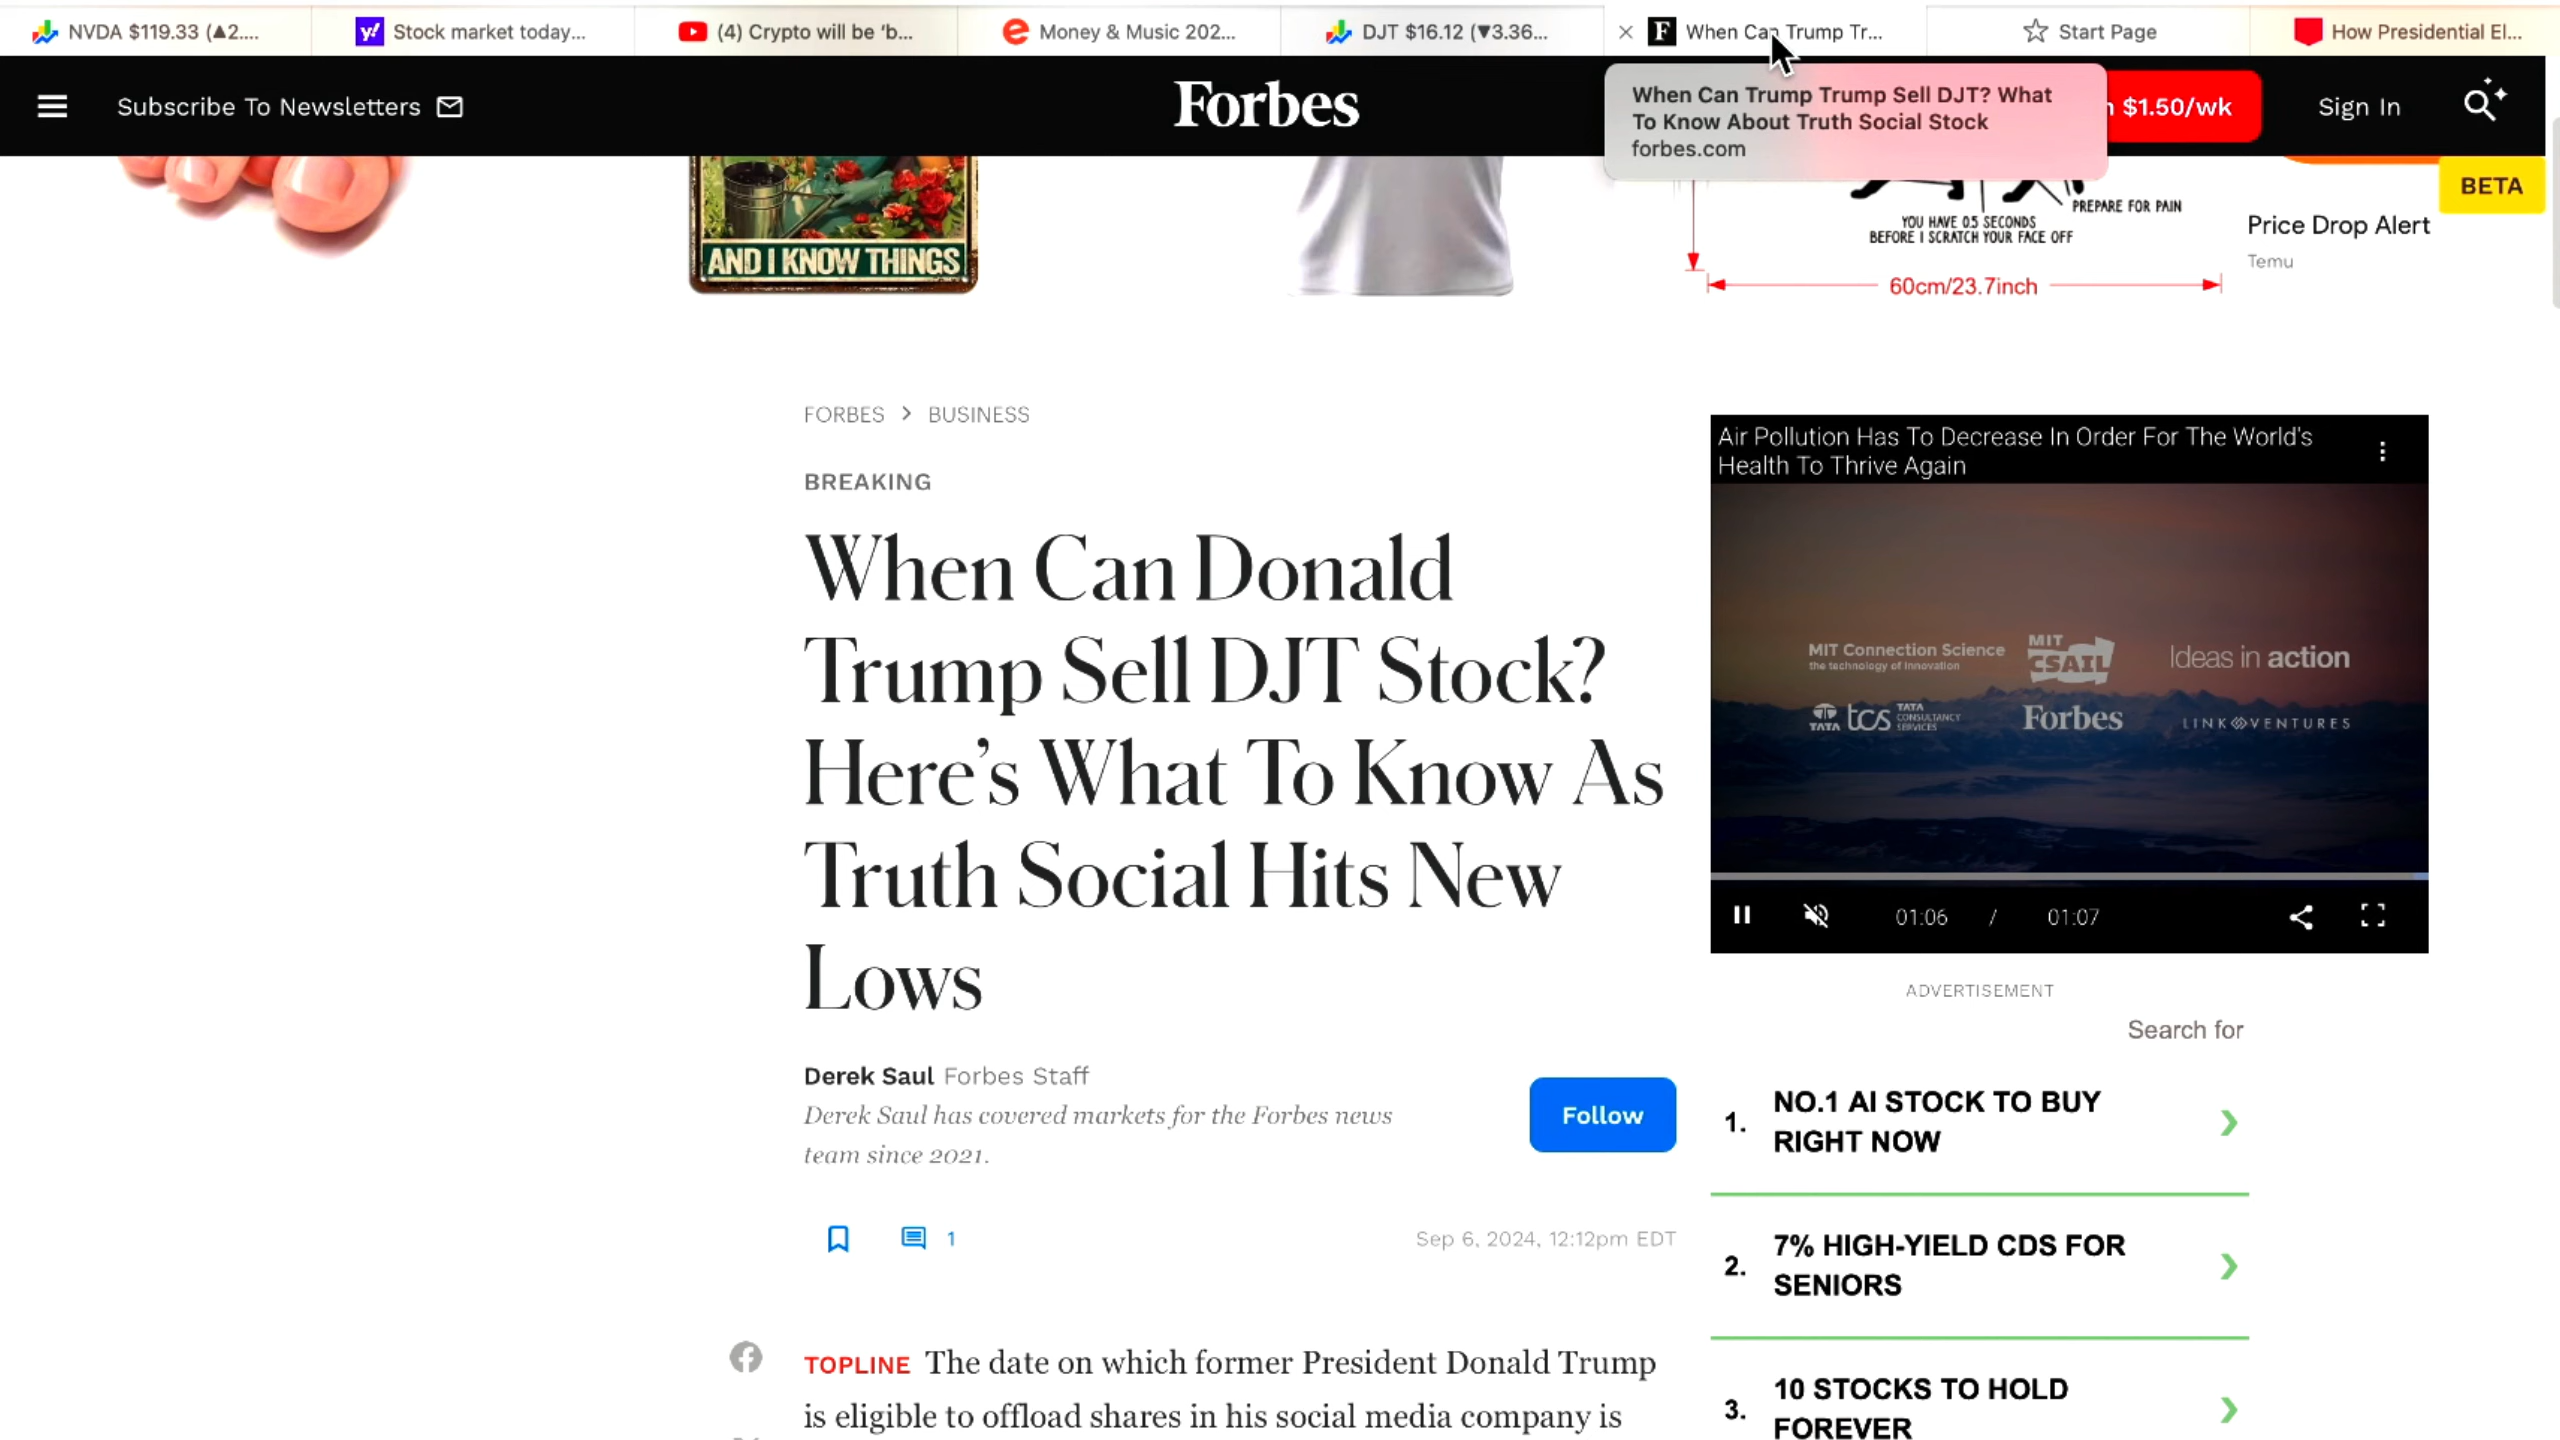 NVDA $119.33 (▲2....
Stock market today...
(4) Crypto will be 'b...
Money & Music 202...
DJT $16.12 (▼3.36...
When Can Trump Tr...
Start Page
How Presidential El...
Subscribe To Newsletters
Forbes
When Can Trump Trump Sell DJT? What
To Know About Truth Social Stock
forbes.com
$1.50/wk
Sign In
BETA
AND I KNOW THINGS
PREPARE FOR PAIN
YOU HAVE 0.5 SECONDS
BEFORE I SCRATCH YOUR FACE OFF
60cm/23.7inch
Price Drop Alert
Temu
FORBES > BUSINESS
BREAKING
When Can Donald
Trump Sell DJT Stock?
Here’s What To Know As
Truth Social Hits New
Lows
Derek Saul Forbes Staff
Derek Saul has covered markets for the Forbes news
team since 2021.
Follow
1
Sep 6, 2024, 12:12pm EDT
TOPLINE The date on which former President Donald Trump
is eligible to offload shares in his social media company is
Air Pollution Has To Decrease In Order For The World's
Health To Thrive Again
MIT Connection Science
the technology of innovation
MIT
CSAIL
Ideas in action
TATA
tcs
TATA
CONSULTANCY
SERVICES
Forbes
LINK VENTURES
01:06 / 01:07
ADVERTISEMENT
Search for
1. NO.1 AI STOCK TO BUY
RIGHT NOW
2. 7% HIGH-YIELD CDS FOR
SENIORS
3. 10 STOCKS TO HOLD
FOREVER